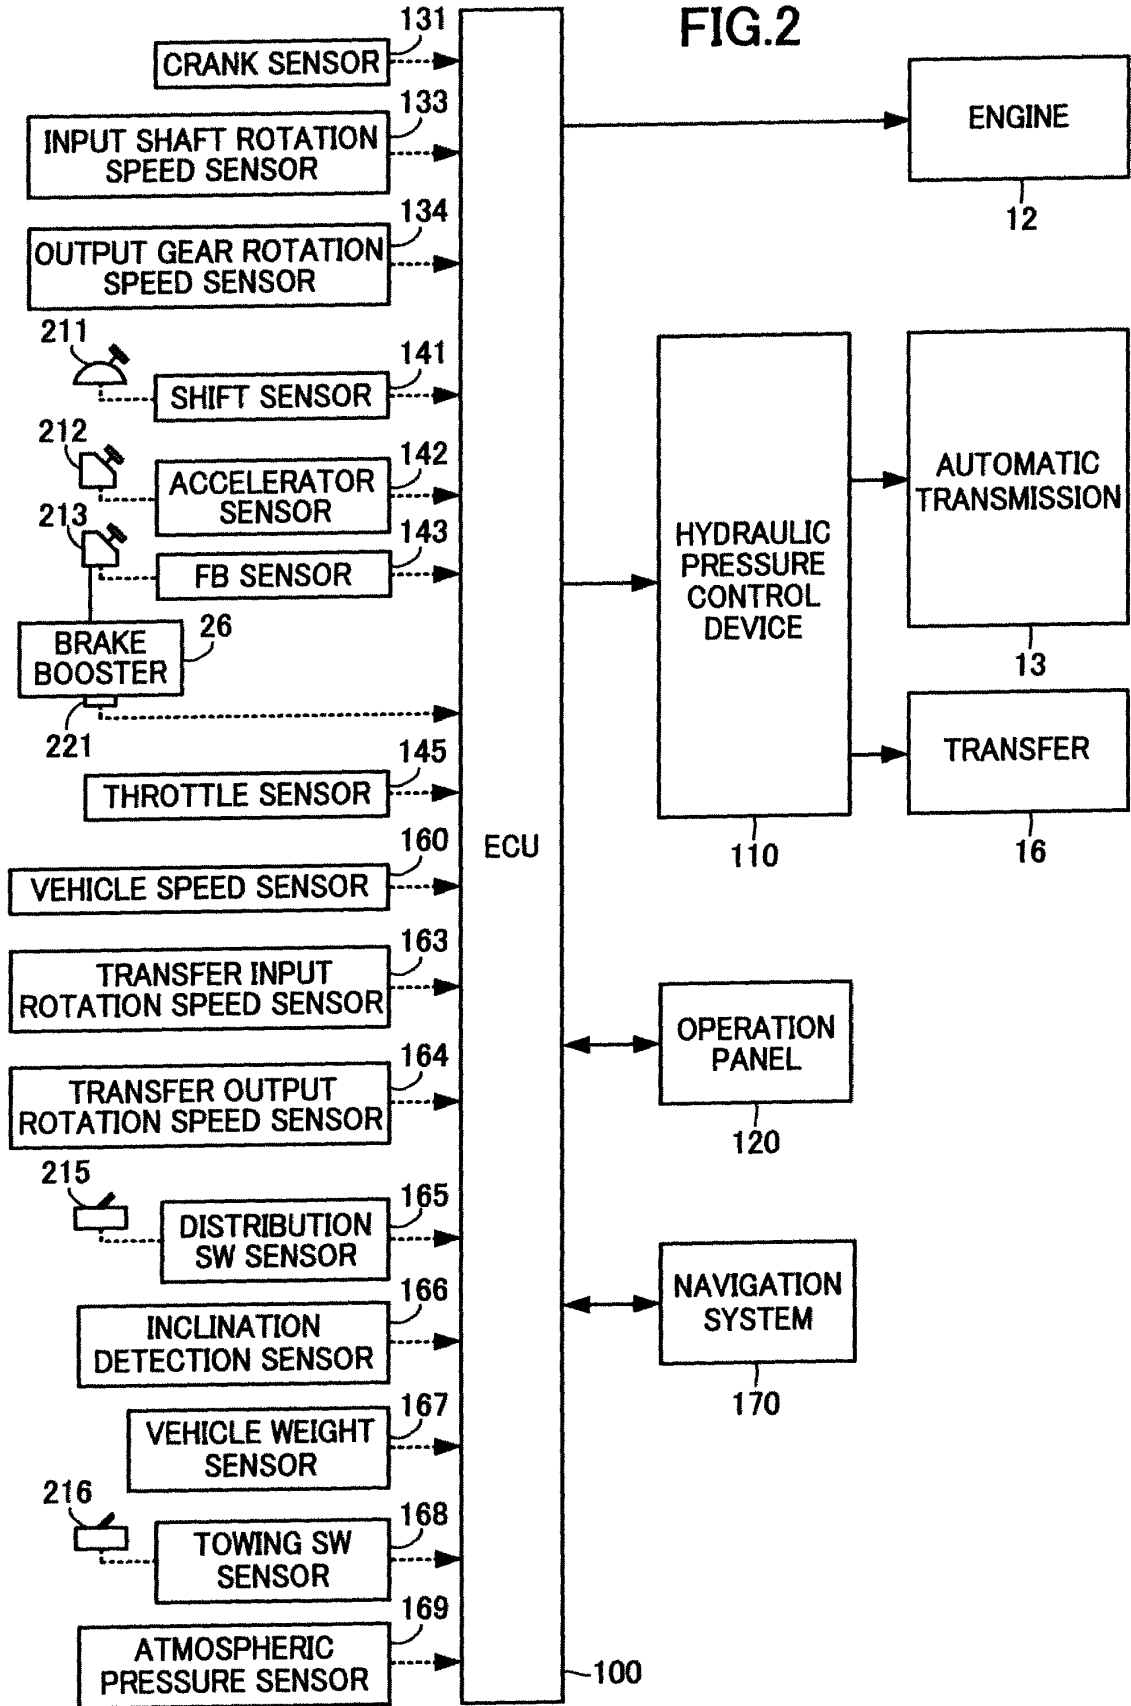 FIG.2
131
CRANK SENSOR
133
INPUT SHAFT ROTATION
SPEED SENSOR
134
OUTPUT GEAR ROTATION
SPEED SENSOR
211
141
SHIFT SENSOR
212
142
ACCELERATOR
SENSOR
213
143
FB SENSOR
BRAKE
BOOSTER
26
221
145
THROTTLE SENSOR
160
VEHICLE SPEED SENSOR
163
TRANSFER INPUT
ROTATION SPEED SENSOR
164
TRANSFER OUTPUT
ROTATION SPEED SENSOR
215
165
DISTRIBUTION
SW SENSOR
166
INCLINATION
DETECTION SENSOR
167
VEHICLE WEIGHT
SENSOR
216
168
TOWING SW
SENSOR
169
ATMOSPHERIC
PRESSURE SENSOR
ECU
100
ENGINE
12
HYDRAULIC
PRESSURE
CONTROL
DEVICE
110
AUTOMATIC
TRANSMISSION
13
TRANSFER
16
OPERATION
PANEL
120
NAVIGATION
SYSTEM
170